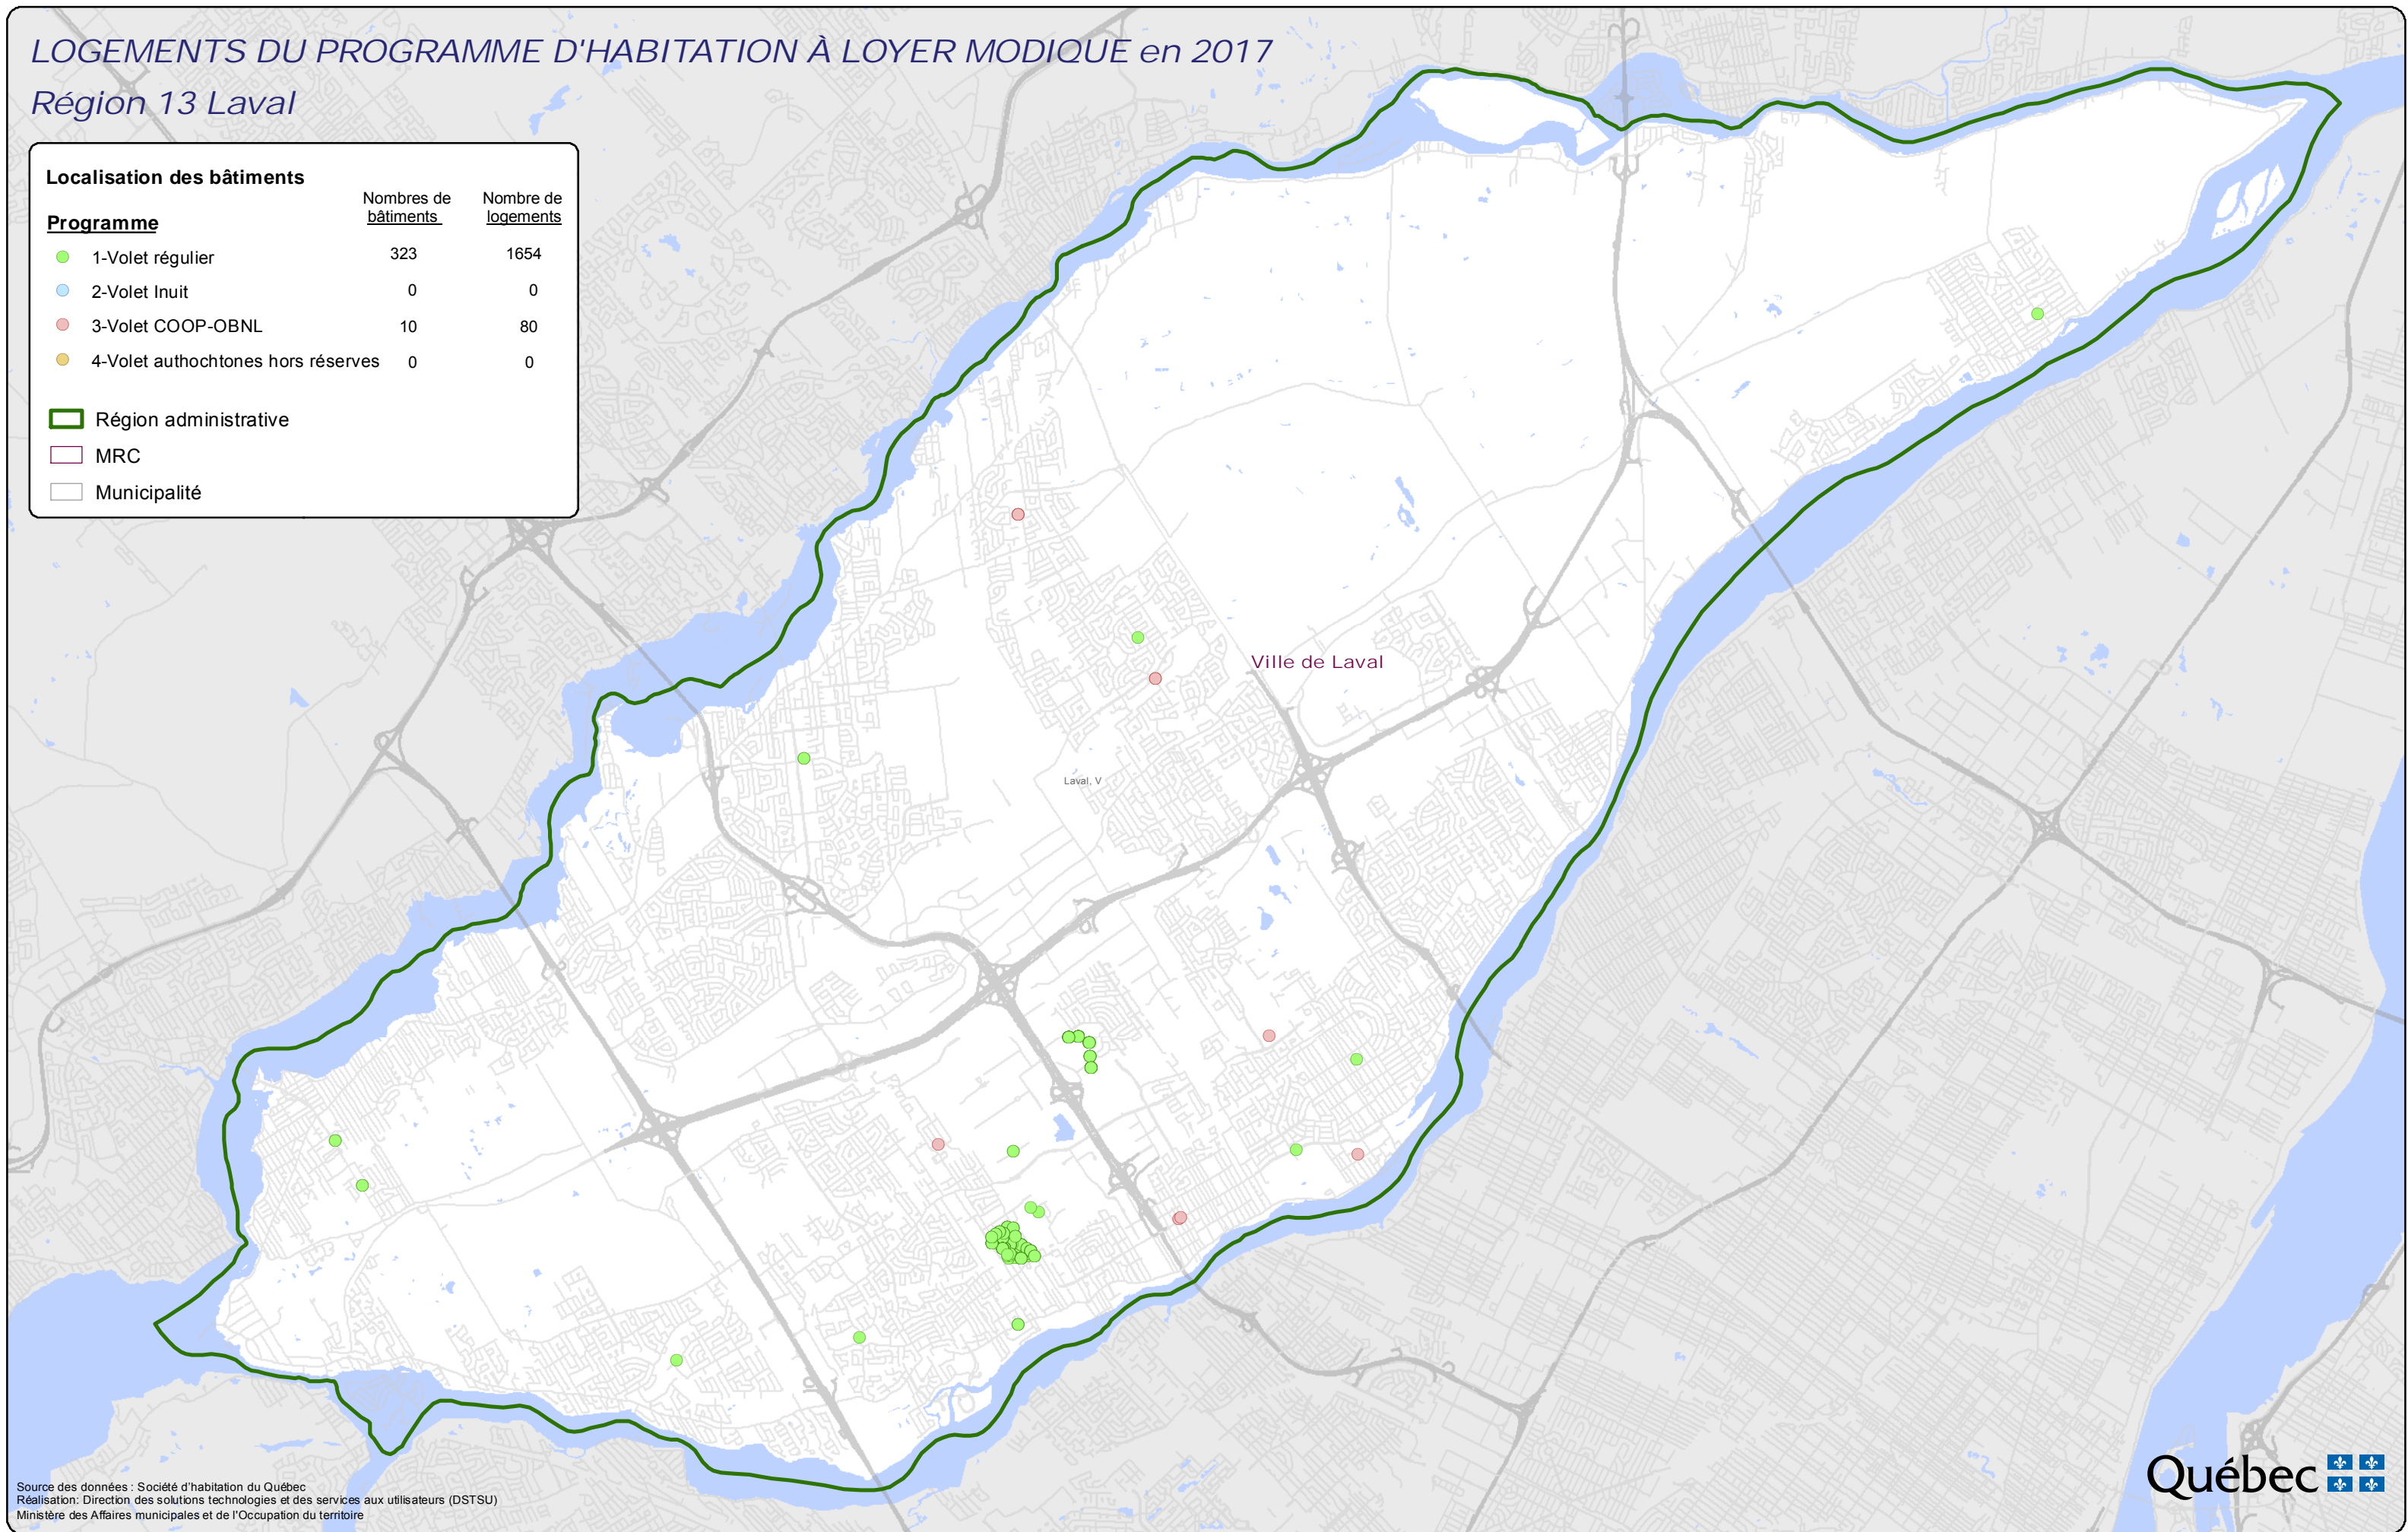 LOGEMENTS DU PROGRAMME D'HABITATION À LOYER MODIQUE en 2017
Région 13 Laval
Localisation des bâtiments
Programme
Nombres de bâtiments
Nombre de logements
1-Volet régulier 323 1654
2-Volet Inuit 0 0
3-Volet COOP-OBNL 10 80
4-Volet authochtones hors réserves 0 0
Région administrative
MRC
Municipalité
Ville de Laval
Laval, V
Source des données : Société d'habitation du Québec
Réalisation: Direction des solutions technologies et des services aux utilisateurs (DSTSU)
Ministère des Affaires municipales et de l'Occupation du territoire
Québec